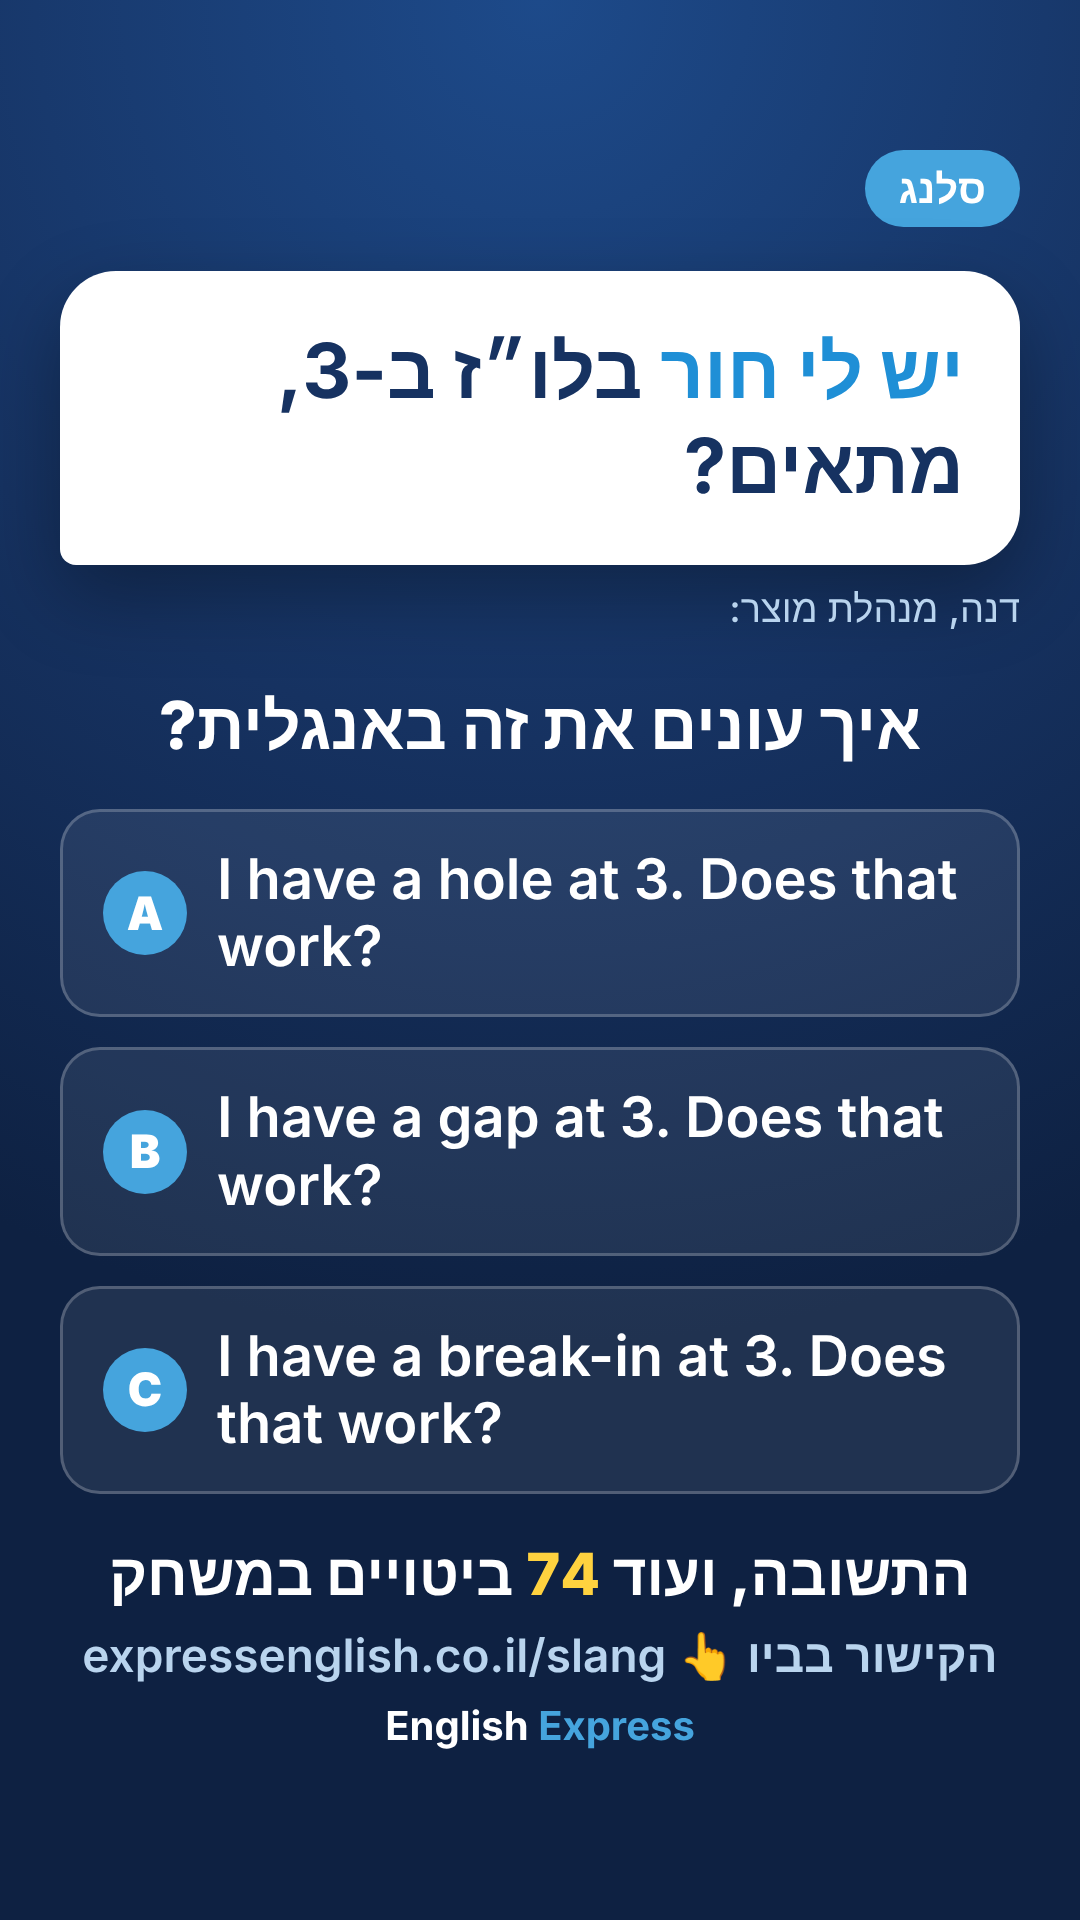 סלנג
יש לי חור בלו״ז ב-3,
מתאים?
דנה, מנהלת מוצר:
איך עונים את זה באנגלית?
A
I have a hole at 3. Does that
work?
B
I have a gap at 3. Does that
work?
C
I have a break-in at 3. Does
that work?
התשובה, ועוד 74 ביטויים במשחק
הקישור בביו 👆 expressenglish.co.il/slang
English Express